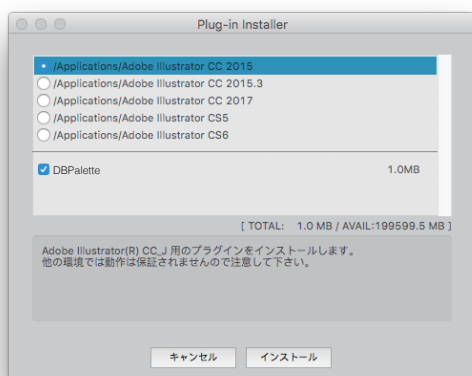 Plug-in Installer
/Applications/Adobe Illustrator CC 2015
/Applications/Adobe Illustrator CC 2015.3
/Applications/Adobe Illustrator CC 2017
/Applications/Adobe Illustrator CS5
/Applications/Adobe Illustrator CS6
DBPalette 1.0MB
[ TOTAL: 1.0 MB / AVAIL:199599.5 MB ]
Adobe Illustrator(R) CC_J 用のプラグインをインストールします。
他の環境では動作は保証されませんので注意して下さい。
キャンセル インストール